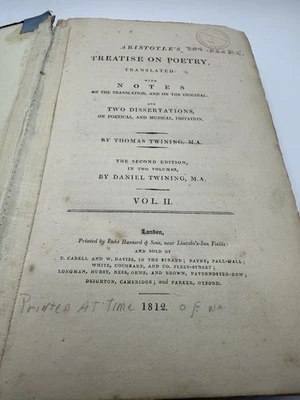 ARISTOTLE'S
TREATISE ON POETRY,
TRANSLATED:
WITH
NOTES
ON THE TRANSLATION, AND ON THE ORIGINAL;
AND
TWO DISSERTATIONS,
ON POETICAL, AND MUSICAL, IMITATION.
BY THOMAS TWINING, M.A.
THE SECOND EDITION,
IN TWO VOLUMES,
BY DANIEL TWINING, M.A.
VOL. II.
London,
Printed by Luke Hansard & Sons, near Lincoln's-Inn Fields:
AND SOLD BY
T. CADELL AND W. DAVIES, IN THE STRAND; PAYNE, PALL-MALL;
WHITE, COCHRANE, AND CO. FLEET-STREET;
LONGMAN, HURST, REES, ORME, AND BROWN, PATERNOSTER-ROW;
DEIGHTON, CAMBRIDGE; and PARKER, OXFORD.
1812.
PRINTED AT TIME OF